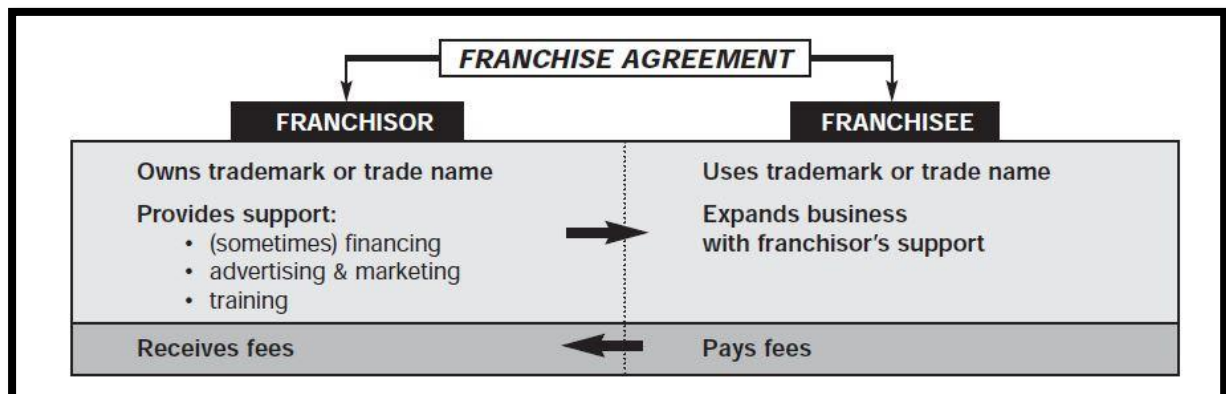 FRANCHISE AGREEMENT
FRANCHISOR
FRANCHISEE
Owns trademark or trade name
Provides support:
• (sometimes) financing
• advertising & marketing
• training
Uses trademark or trade name
Expands business
with franchisor's support
Receives fees
Pays fees